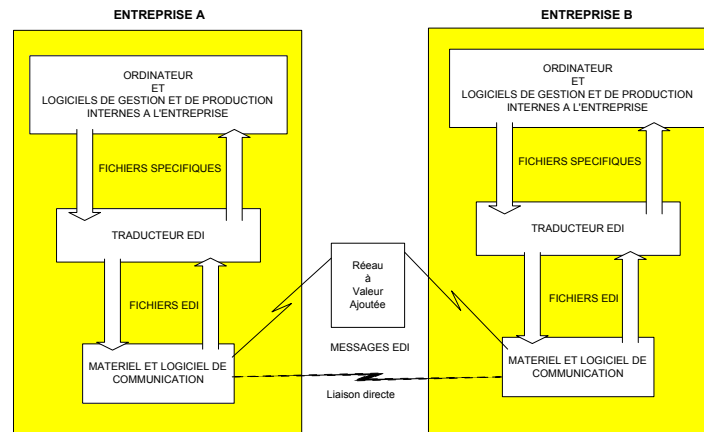 ENTREPRISE A
ORDINATEUR
ET
LOGICIELS DE GESTION ET DE PRODUCTION
INTERNES A L'ENTREPRISE
FICHIERS SPECIFIQUES
TRADUCTEUR EDI
FICHIERS EDI
MATERIEL ET LOGICIEL DE
COMMUNICATION
Réeau
à
Valeur
Ajoutée
MESSAGES EDI
Liaison directe
ENTREPRISE B
ORDINATEUR
ET
LOGICIELS DE GESTION ET DE PRODUCTION
INTERNES A L'ENTREPRISE
FICHIERS SPECIFIQUES
TRADUCTEUR EDI
FICHIERS EDI
MATERIEL ET LOGICIEL DE
COMMUNICATION